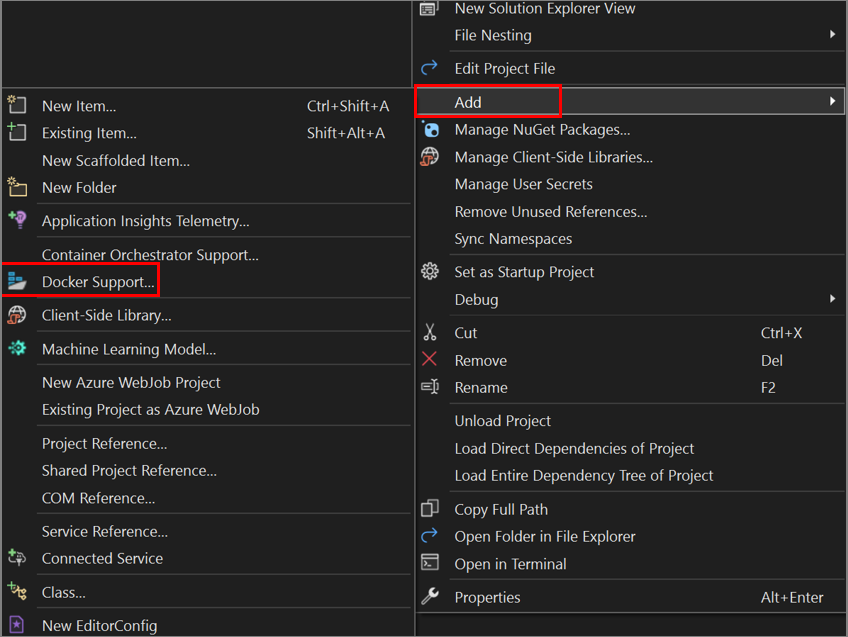 New Solution Explorer View
File Nesting
Edit Project File
Add
Manage NuGet Packages...
Manage Client-Side Libraries...
Manage User Secrets
Remove Unused References...
Sync Namespaces
Set as Startup Project
Debug
Cut Ctrl+X
Remove Del
Rename F2
Unload Project
Load Direct Dependencies of Project
Load Entire Dependency Tree of Project
Copy Full Path
Open Folder in File Explorer
Open in Terminal
Properties Alt+Enter
New Item... Ctrl+Shift+A
Existing Item... Shift+Alt+A
New Scaffolded Item...
New Folder
Application Insights Telemetry...
Container Orchestrator Support...
Docker Support...
Client-Side Library...
Machine Learning Model...
New Azure WebJob Project
Existing Project as Azure WebJob
Project Reference...
Shared Project Reference...
COM Reference...
Service Reference...
Connected Service
Class...
New EditorConfig